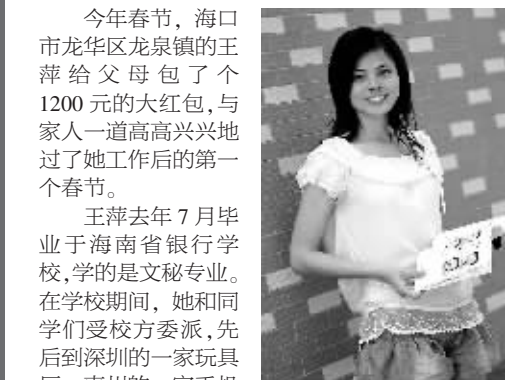 今年春节，海口
市龙华区龙泉镇的王
萍给父母包了个
1200 元的大红包，与
家人一道高高兴兴地
过了她工作后的第一
个春节。
王萍去年 7 月毕
业于海南省银行学
校，学的是文秘专业。
在学校期间，她和同
学们受校方委派，先
后到深圳的一家玩具